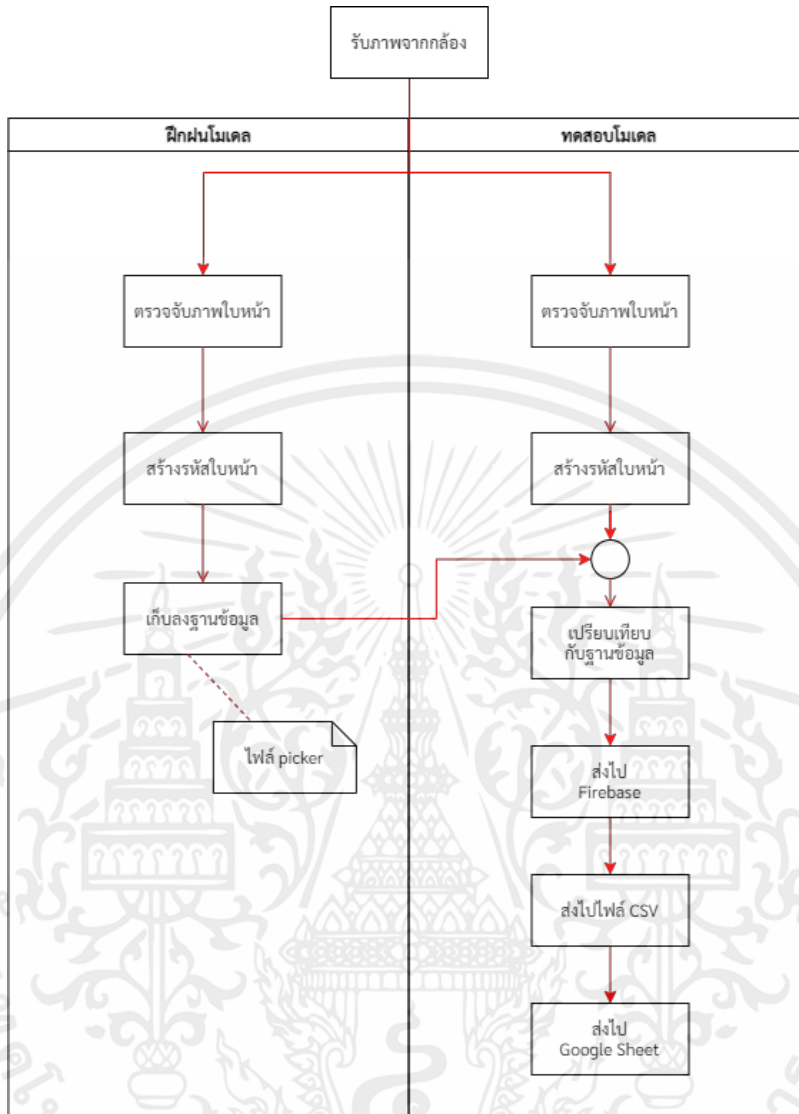 รับภาพจากกล้อง
ฝึกฝนโมเดล
ทดสอบโมเดล
ตรวจจับภาพใบหน้า
ตรวจจับภาพใบหน้า
สร้างรหัสใบหน้า
สร้างรหัสใบหน้า
เก็บลงฐานข้อมูล
เปรียบเทียบ
กับฐานข้อมูล
ไฟล์ picker
ส่งไป
Firebase
ส่งไปไฟล์ CSV
ส่งไป
Google Sheet